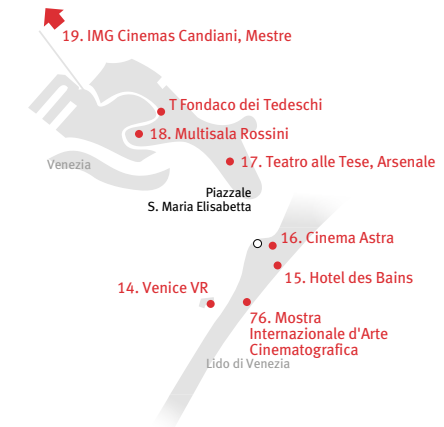 19. IMG Cinemas Candiani, Mestre
T Fondaco dei Tedeschi
18. Multisala Rossini
17. Teatro alle Tese, Arsenale
Venezia
Piazzale
S. Maria Elisabetta
16. Cinema Astra
15. Hotel des Bains
14. Venice VR
76. Mostra
Internazionale d'Arte
Cinematografica
Lido di Venezia